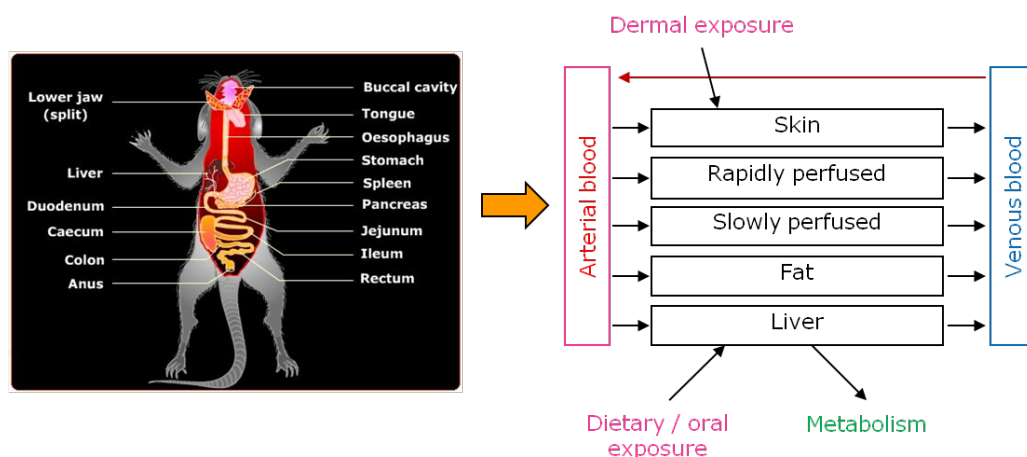 Lower jaw
(split)
Liver
Duodenum
Caecum
Colon
Anus
Buccal cavity
Tongue
Oesophagus
Stomach
Spleen
Pancreas
Jejunum
Ileum
Rectum
Dermal exposure
Arterial blood
Skin
Rapidly perfused
Slowly perfused
Fat
Liver
Venous blood
Dietary / oral
exposure
Metabolism